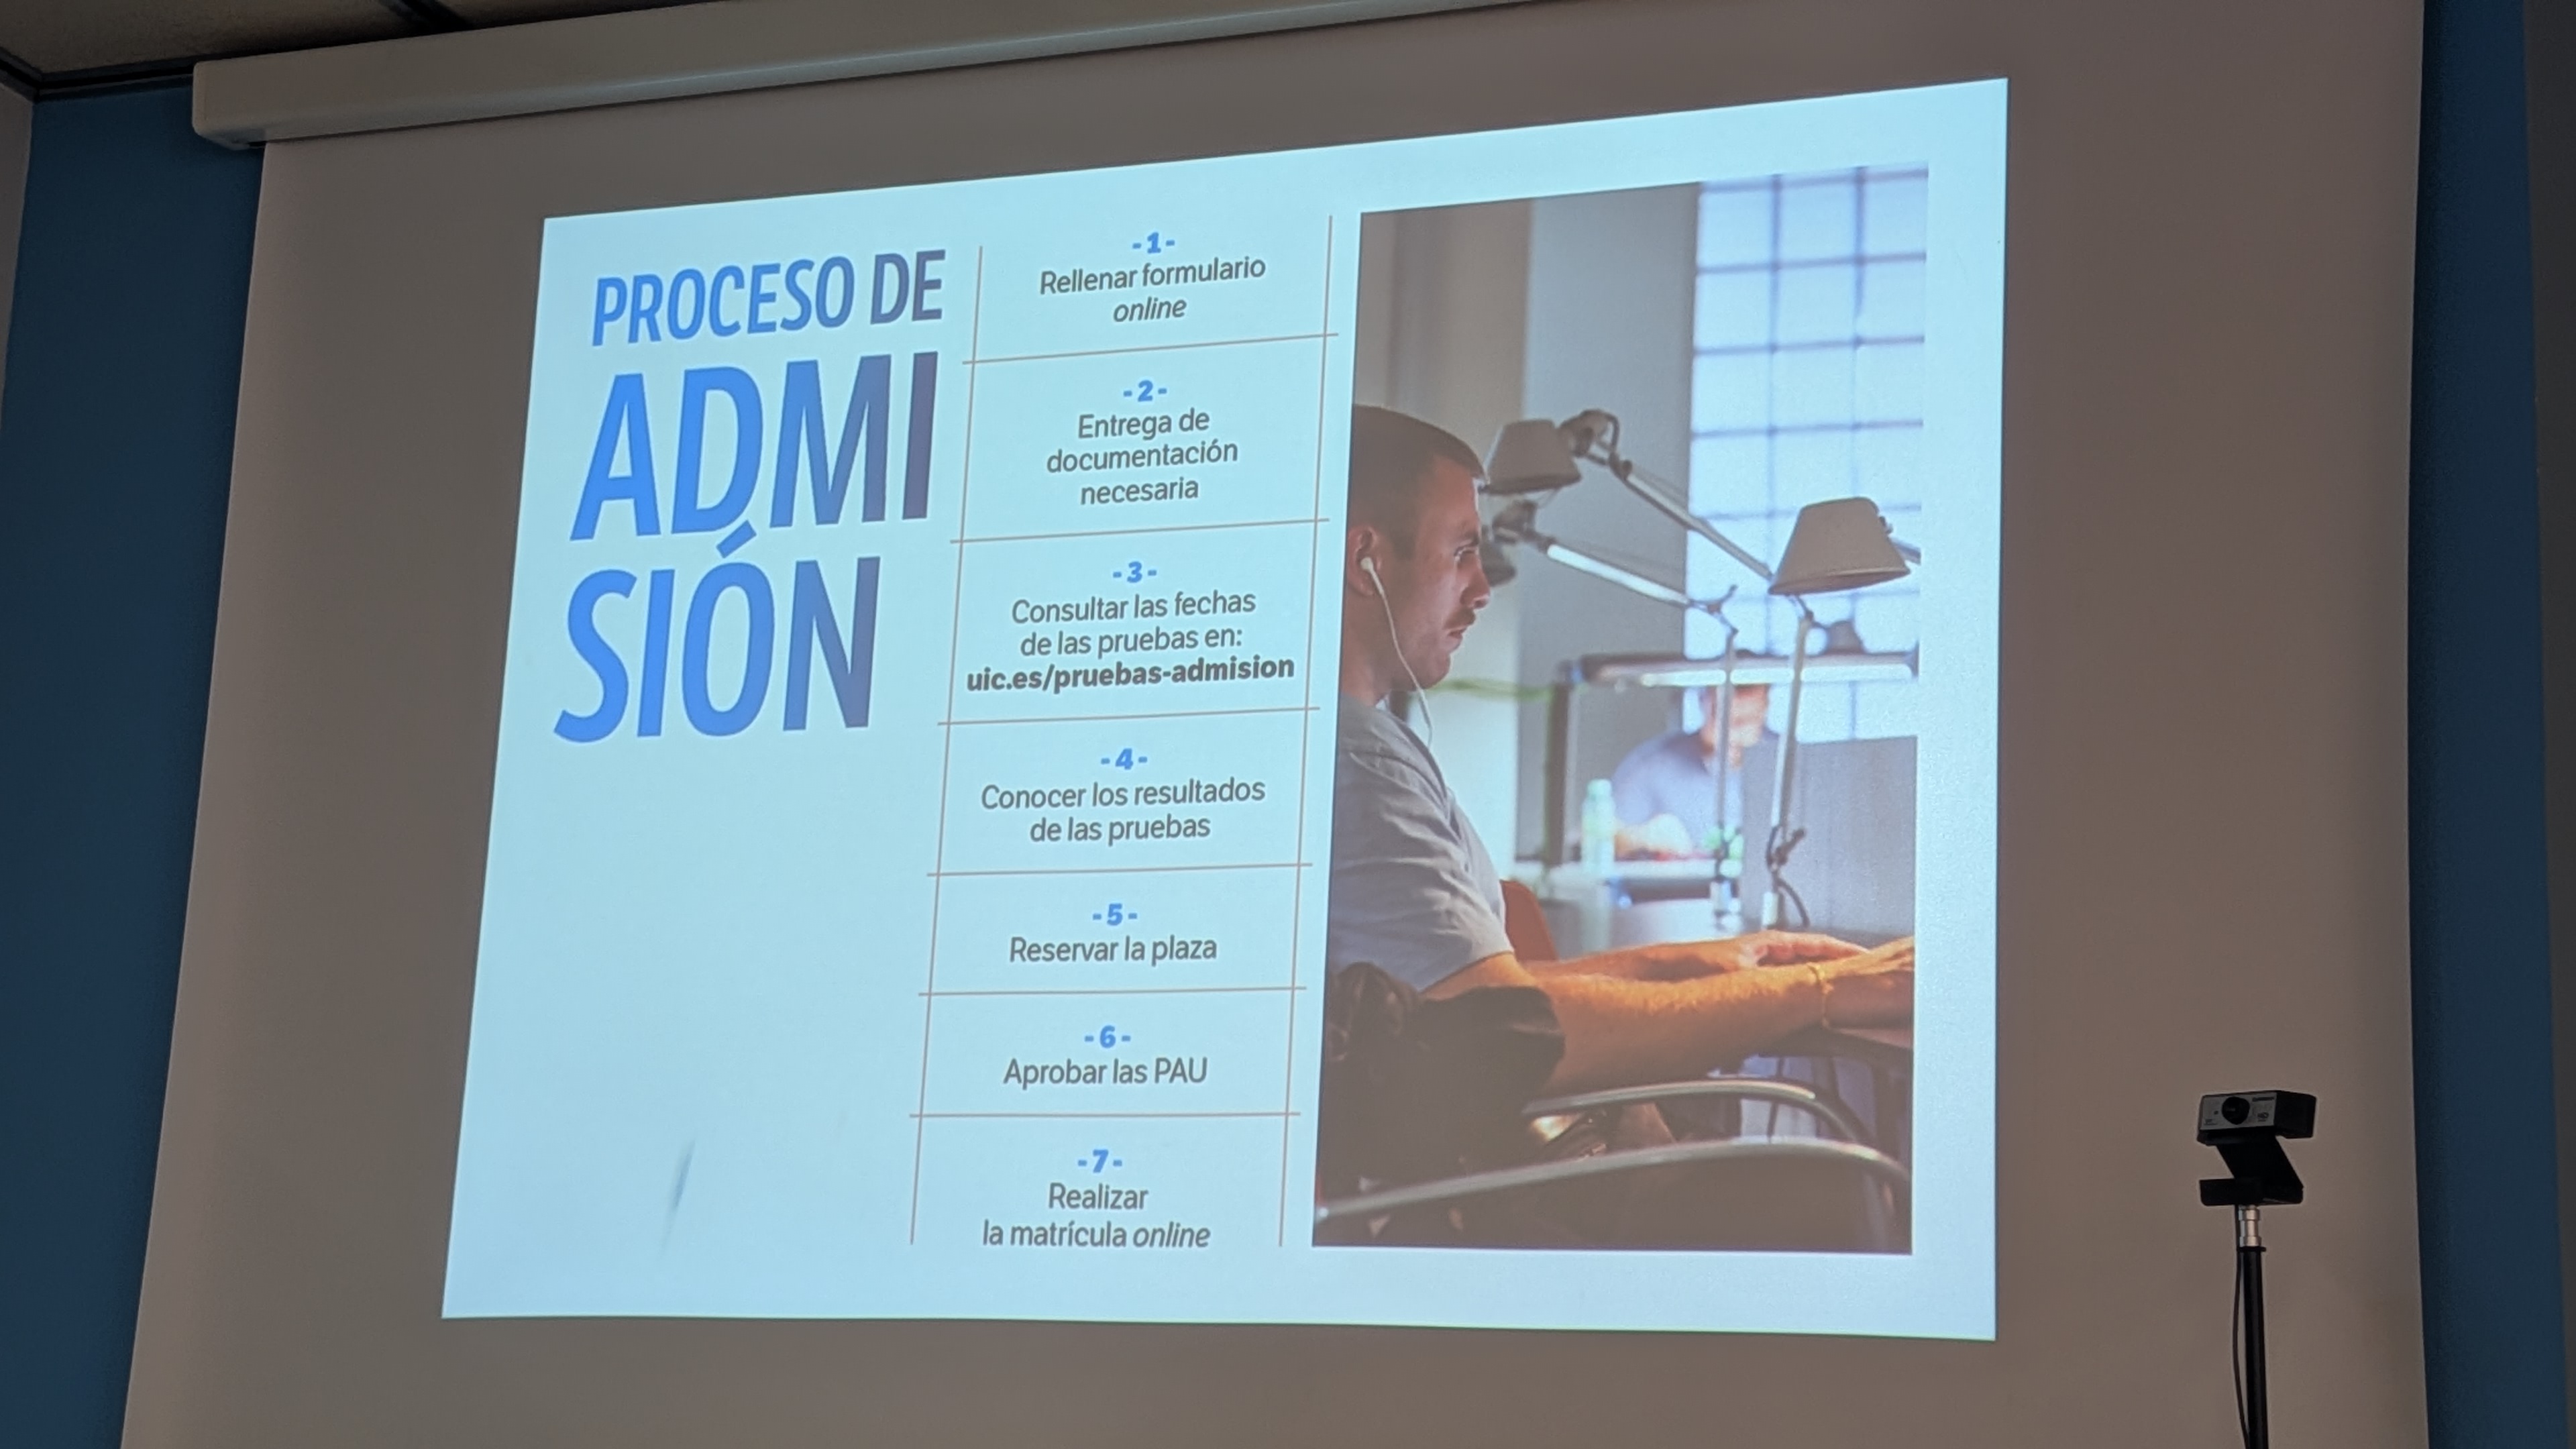 PROCESO DE
ADMI
SIÓN
-1-
Rellenar formulario
online
-2-
Entrega de
documentación
necesaria
-3-
Consultar las fechas
de las pruebas en:
uic.es/pruebas-admision
-4-
Conocer los resultados
de las pruebas
-5-
Reservar la plaza
-6-
Aprobar las PAU
-7-
Realizar
la matrícula online